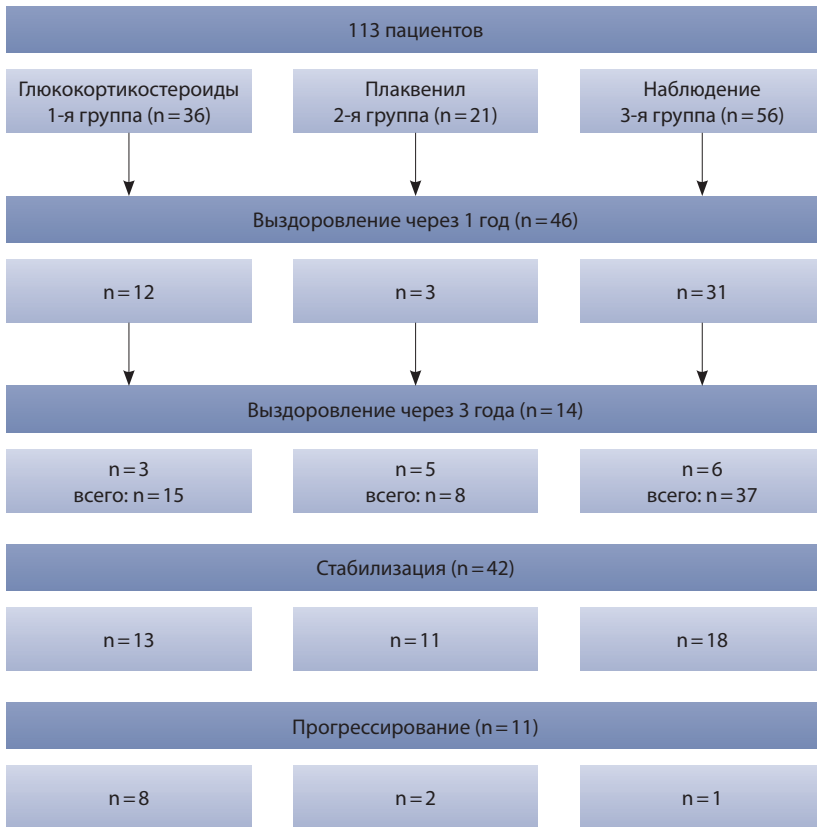 113 пациентов
Глюкокортикостероиды
1-я группа (n = 36)
Плаквенил
2-я группа (n = 21)
Наблюдение
3-я группа (n = 56)
Выздоровление через 1 год (n = 46)
n = 12
n = 3
n = 31
Выздоровление через 3 года (n = 14)
n = 3
всего: n = 15
n = 5
всего: n = 8
n = 6
всего: n = 37
Стабилизация (n = 42)
n = 13
n = 11
n = 18
Прогрессирование (n = 11)
n = 8
n = 2
n = 1